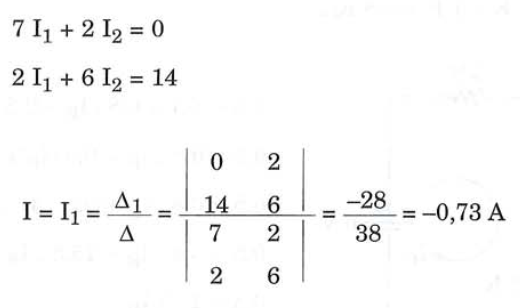 7 I₁ + 2 I₂ = 0
2 I₁ + 6 I₂ = 14
I = I₁ = Δ₁ / Δ = | 0 2 ; 14 6 | / | 7 2 ; 2 6 | = –28 / 38 = –0,73 A